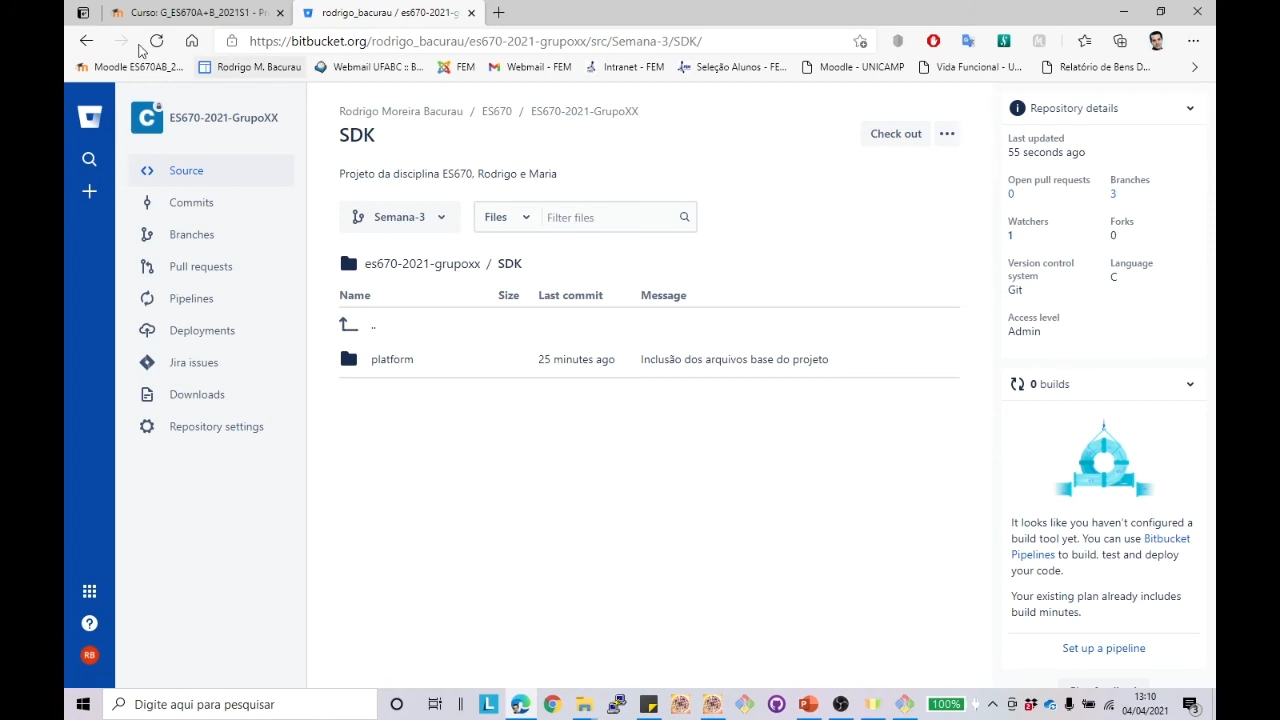 Curso: G_ES670A+B_2021S1 - Pr
rodrigo_bacurau / es670-2021-g
https://bitbucket.org/rodrigo_bacurau/es670-2021-grupoxx/src/Semana-3/SDK/
Moodle ES670AB_2... Rodrigo M. Bacurau Webmail UFABC :: B... FEM Webmail - FEM Intranet - FEM Seleção Alunos - FE... Moodle - UNICAMP Vida Funcional - U... Relatório de Bens D...
ES670-2021-GrupoXX
Source
Commits
Branches
Pull requests
Pipelines
Deployments
Jira issues
Downloads
Repository settings
RB
Rodrigo Moreira Bacurau / ES670 / ES670-2021-GrupoXX
SDK
Check out
Projeto da disciplina ES670, Rodrigo e Maria
Semana-3 Files Filter files
es670-2021-grupoxx / SDK
Name Size Last commit Message
..
platform 25 minutes ago Inclusão dos arquivos base do projeto
Repository details
Last updated
55 seconds ago
Open pull requests Branches
0 3
Watchers Forks
1 0
Version control system Language
Git C
Access level
Admin
0 builds
It looks like you haven't configured a
build tool yet. You can use Bitbucket
Pipelines to build, test and deploy
your code.
Your existing plan already includes
build minutes.
Set up a pipeline
Digite aqui para pesquisar
100%
13:10
04/04/2021
3